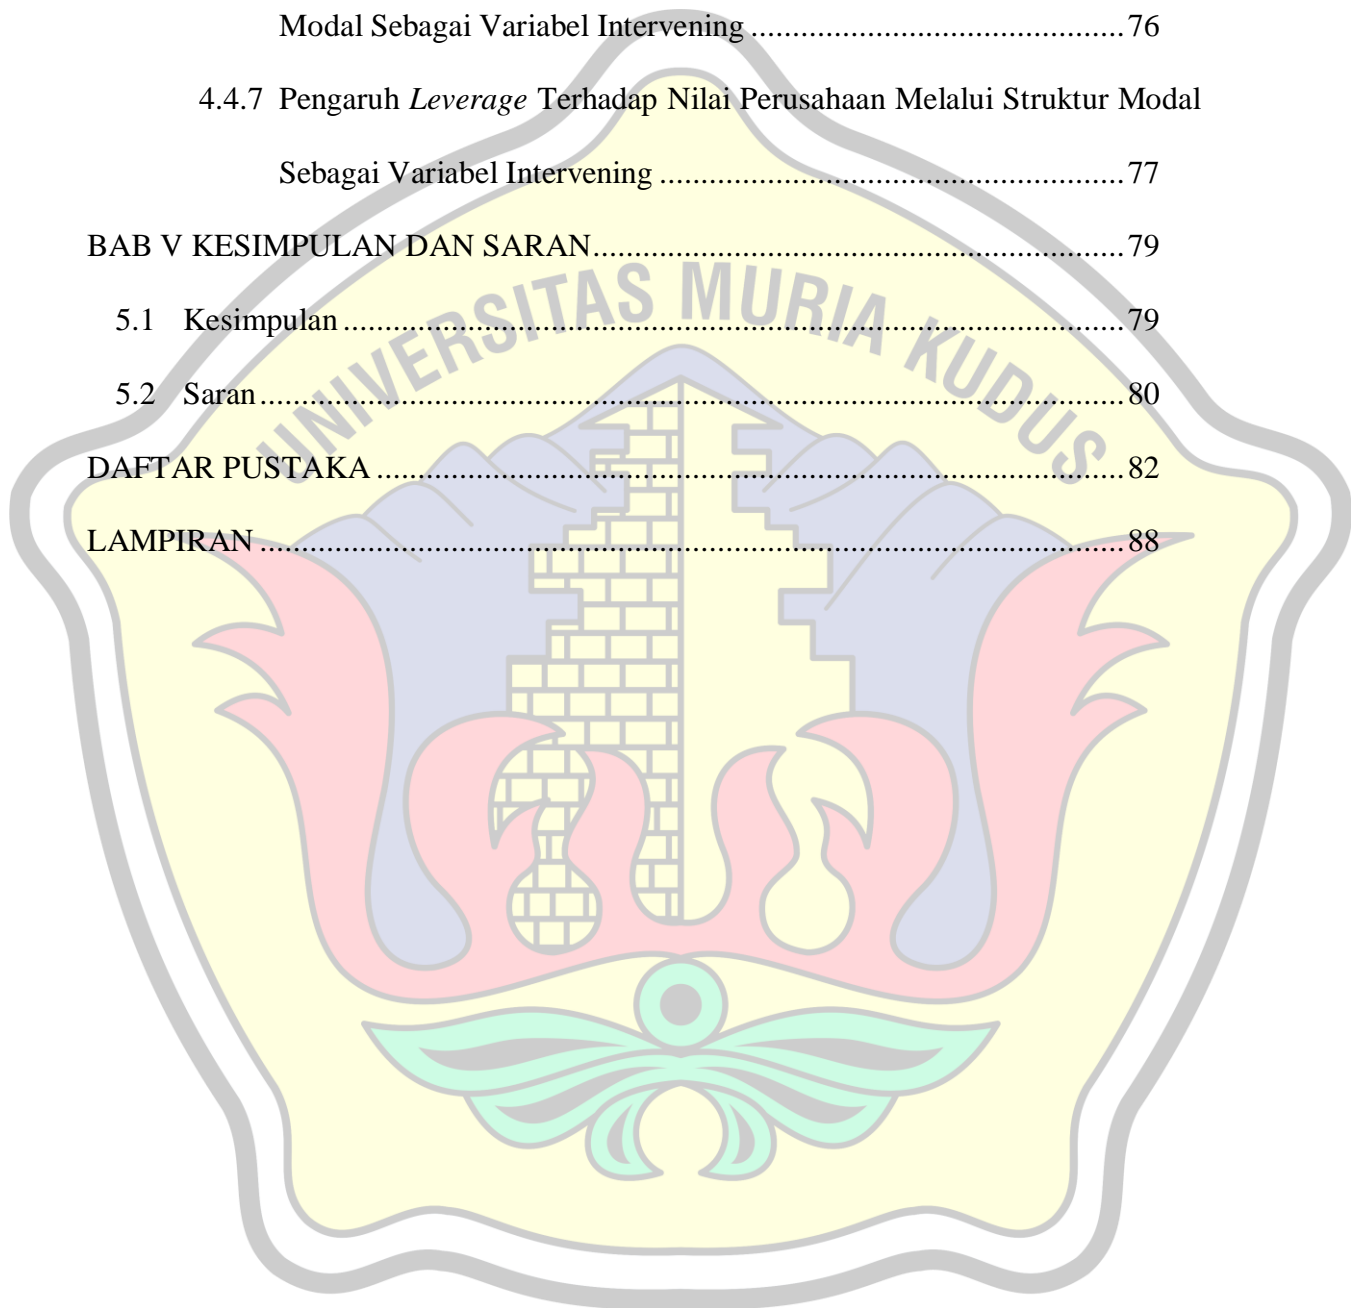 Modal Sebagai Variabel Intervening ............................................. 76
4.4.7 Pengaruh Leverage Terhadap Nilai Perusahaan Melalui Struktur Modal
Sebagai Variabel Intervening ........................................................ 77
BAB V KESIMPULAN DAN SARAN ................................................................ 79
UNIVERSITAS MURIA KUDUS
5.1 Kesimpulan ............................................................................................... 79
5.2 Saran ......................................................................................................... 80
DAFTAR PUSTAKA ........................................................................................... 82
LAMPIRAN ......................................................................................................... 88